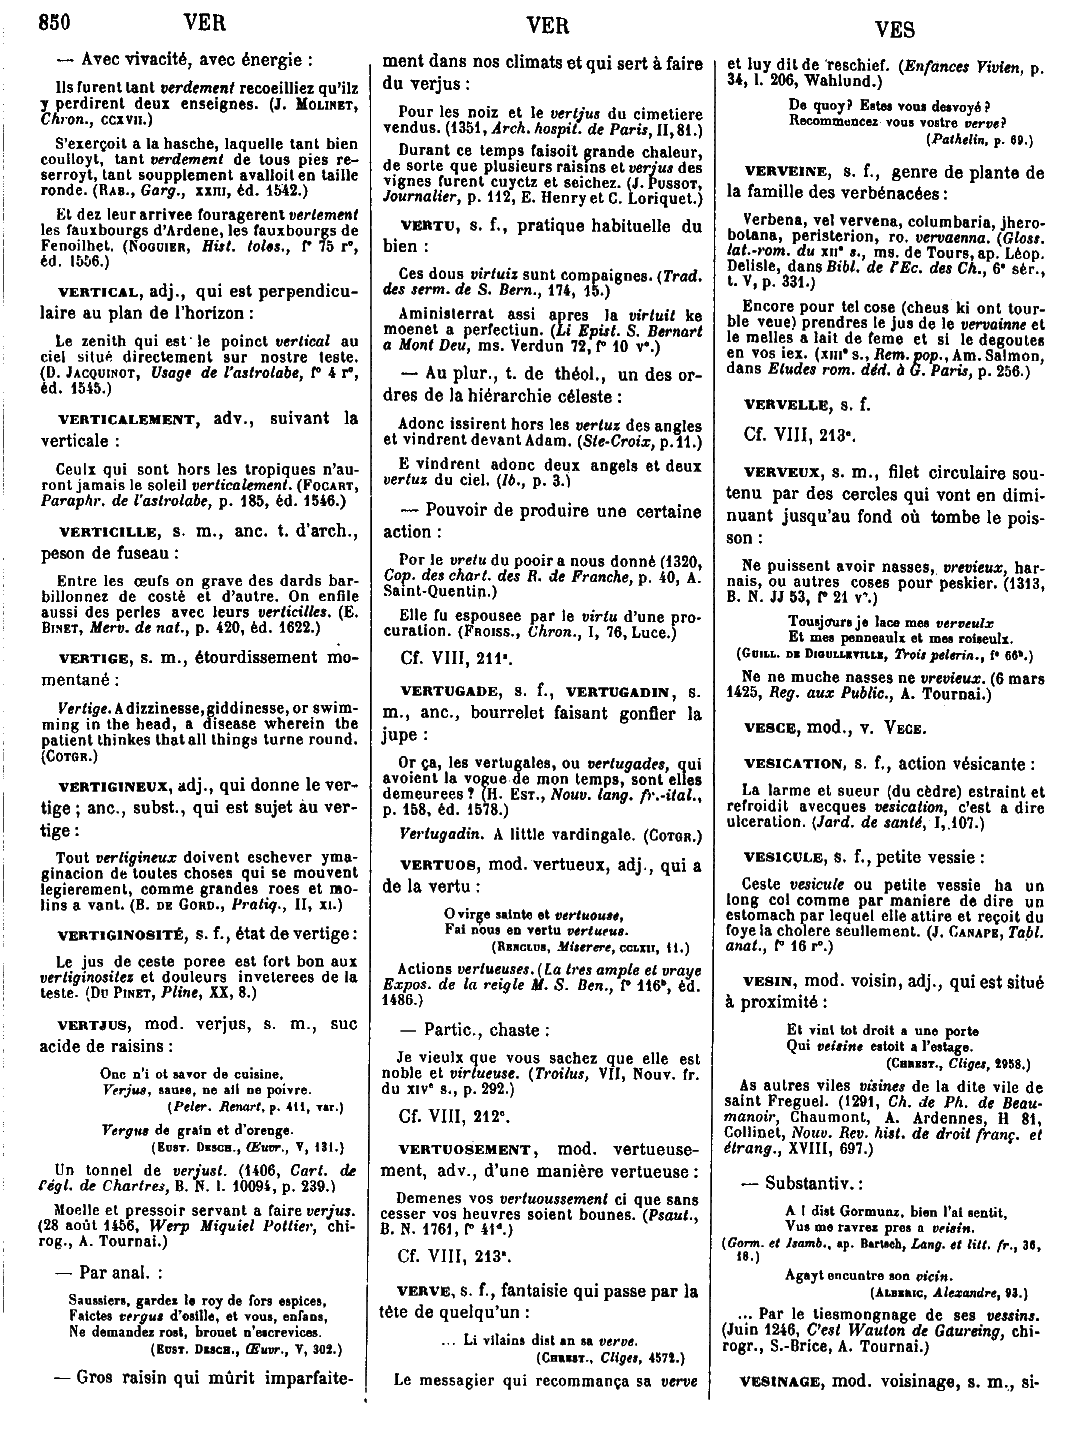 850 VER VER VES
— Avec vivacité, avec énergie :
Ils furent tant verdement recoeilliez qu'ilz
y perdirent deux enseignes. (J. MOLINET,
Chron., CCXVII.)
S'exerçoit a la hasche, laquelle tant bien
coulloyt, tant verdement de tous pies re-
serroyt, tant soupplement avalloit en taille
ronde. (RAB., Garg., XXIII, éd. 1542.)
Et dez leur arrivee fouragerent vertement
les fauxbourgs d'Ardene, les fauxbourgs de
Fenoilhet. (NOGUIER, Hist. tolos., f° 75 r°,
éd. 1556.)
VERTICAL, adj., qui est perpendicu-
laire au plan de l'horizon :
Le zenith qui est le poinct vertical au
ciel situé directement sur nostre teste.
(D. JACQUINOT, Usage de l'astrolabe, f° 4 r°,
éd. 1545.)
VERTICALEMENT, adv., suivant la
verticale :
Ceulx qui sont hors les tropiques n'au-
ront jamais le soleil verticalement. (FOCART,
Paraphr. de l'astrolabe, p. 185, éd. 1546.)
VERTICILLE, s. m., anc. t. d'arch.,
peson de fuseau :
Entre les œufs on grave des dards bar-
billonnez de costé et d'autre. On enfile
aussi des perles avec leurs verticilles. (E.
BINET, Merv. de nat., p. 420, éd. 1622.)
VERTIGE, s. m., étourdissement mo-
mentané :
Vertige. A dizzinesse, giddinesse, or swim-
ming in the head, a disease wherein the
patient thinkes that all things turne round.
(COTGR.)
VERTIGINEUX, adj., qui donne le ver-
tige ; anc., subst., qui est sujet au ver-
tige :
Tout vertigineux doivent eschever yma-
ginacion de toutes choses qui se mouvent
legierement, comme grandes roes et mo-
lins a vant. (B. DE GORD., Pratiq., II, XI.)
VERTIGINOSITÉ, s. f., état de vertige :
Le jus de ceste poree est fort bon aux
vertiginositez et douleurs inveterees de la
teste. (DU PINET, Pline, XX, 8.)
VERTJUS, mod. verjus, s. m., suc
acide de raisins :
Onc n'i ot savor de cuisine,
Verjus, sause, ne ail ne poivre.
(Peler. Renart, p. 411, var.)
Vergus de grain et d'orenge.
(EUST. DESCH., Œuvr., V, 131.)
Un tonnel de verjust. (1406, Cart. de
l'égl. de Chartres, B. N. l. 10094, p. 239.)
Moelle et pressoir servant a faire verjus.
(28 août 1456, Werp Miquiel Pottier, chi-
rog., A. Tournai.)
— Par anal. :
Saussiers, gardez le roy de fors espices,
Faictes vergus d'osille, et vous, enfans,
Ne demandez rost, brouet n'escrevices.
(EUST. DESCH., Œuvr., V, 302.)
— Gros raisin qui mûrit imparfaite-
ment dans nos climats et qui sert à faire
du verjus :
Pour les noiz et le vertjus du cimetiere
vendus. (1351, Arch. hospit. de Paris, II, 81.)
Durant ce temps faisoit grande chaleur,
de sorte que plusieurs raisins et verjus des
vignes furent cuyctz et seichez. (J. PUSSOT,
Journalier, p. 112, E. Henry et C. Loriquet.)
VERTU, s. f., pratique habituelle du
bien :
Ces dous virtuiz sunt compaignes. (Trad.
des serm. de S. Bern., 174, 15.)
Aministerrat assi apres la virtuit ke
moenet a perfectiun. (Li Epist. S. Bernart
a Mont Deu, ms. Verdun 72, f° 10 v°.)
— Au plur., t. de théol., un des or-
dres de la hiérarchie céleste :
Adonc issirent hors les vertuz des angles
et vindrent devant Adam. (Ste-Croix, p. 11.)
E vindrent adonc deux angels et deux
vertuz du ciel. (Ib., p. 3.)
— Pouvoir de produire une certaine
action :
Por le vretu du pooir a nous donné (1320,
Cop. des chart. des R. de Franche, p. 40, A.
Saint-Quentin.)
Elle fu espousee par le virtu d'une pro-
curation. (FROISS., Chron., I, 76, Luce.)
Cf. VIII, 211ᵃ.
VERTUGADE, s. f., VERTUGADIN, s.
m., anc., bourrelet faisant gonfler la
jupe :
Or ça, les vertugales, ou vertugades, qui
avoient la vogue de mon temps, sont elles
demeurees ? (H. EST., Nouv. lang. fr.-ital.,
p. 158, éd. 1578.)
Vertugadin. A little vardingale. (COTGR.)
VERTUOS, mod. vertueux, adj., qui a
de la vertu :
O virge sainte et vertuouse,
Fai nous en vertu vertueus.
(RENCLUS, Miserere, CCLXII, 11.)
Actions vertueuses. (La tres ample et vraye
Expos. de la reigle M. S. Ben., f° 116ᵇ, éd.
1486.)
— Partic., chaste :
Je vieulx que vous sachez que elle est
noble et virtueuse. (Troilus, VII, Nouv. fr.
du XIVᵉ s., p. 292.)
Cf. VIII, 212ᶜ.
VERTUOSEMENT, mod. vertueuse-
ment, adv., d'une manière vertueuse :
Demenes vos vertuoussement ci que sans
cesser vos heuvres soient bounes. (Psaut.,
B. N. 1761, f° 41ᵈ.)
Cf. VIII, 213ᵃ.
VERVE, s. f., fantaisie qui passe par la
tête de quelqu'un :
... Li vilains dist an sa verve.
(CHREST., Cliges, 4572.)
Le messagier qui recommança sa verve
et luy dit de reschief. (Enfances Vivien, p.
34, l. 206, Wahlund.)
De quoy ? Estes vous desvoyé ?
Recommencez vous vostre verve ?
(Pathelin, p. 69.)
VERVEINE, s. f., genre de plante de
la famille des verbénacées :
Verbena, vel vervena, columbaria, jhero-
botana, peristerion, ro. vervaenna. (Gloss.
lat.-rom. du XIIᵉ s., ms. de Tours, ap. Léop.
Delisle, dans Bibl. de l'Ec. des Ch., 6ᵉ sér.,
t. V, p. 331.)
Encore pour tel cose (cheus ki ont tour-
ble veue) prendres le jus de le vervainne et
le melles a lait de feme et si le degoutes
en vos iex. (XIIIᵉ s., Rem. pop., Am. Salmon,
dans Etudes rom. déd. à G. Paris, p. 256.)
VERVELLE, s. f.
Cf. VIII, 213ᵃ.
VERVEUX, s. m., filet circulaire sou-
tenu par des cercles qui vont en dimi-
nuant jusqu'au fond où tombe le pois-
son :
Ne puissent avoir nasses, vrevieux, har-
nais, ou autres coses pour peskier. (1313,
B. N. JJ 53, f° 21 v°.)
Tousjours je lace mes verveulx
Et mes penneaulx et mes roiseulx.
(GUILL. DE DIGULLEVILLE, Trois pelerin., f° 66ᵇ.)
Ne ne muche nasses ne vrevieux. (6 mars
1425, Reg. aux Public., A. Tournai.)
VESCE, mod., v. VECE.
VESICATION, s. f., action vésicante :
La larme et sueur (du cèdre) estraint et
refroidit avecques vesication, c'est a dire
ulceration. (Jard. de santé, I, 107.)
VESICULE, s. f., petite vessie :
Ceste vesicule ou petite vessie ha un
long col comme par maniere de dire un
estomach par lequel elle attire et reçoit du
foye la cholere seullement. (J. CANAPE, Tabl.
anat., f° 16 r°.)
VESIN, mod. voisin, adj., qui est situé
à proximité :
Et vint tot droit a une porte
Qui veisine estoit a l'estage.
(CHREST., Cliges, 2958.)
As autres viles visines de la dite vile de
saint Freguel. (1291, Ch. de Ph. de Beau-
manoir, Chaumont, A. Ardennes, H 81,
Collinet, Nouv. Rev. hist. de droit franç. et
étrang., XVIII, 697.)
— Substantiv. :
A l dist Gormunz, bien l'ai sentit,
Vus me ravrez pres a veisin.
(Gorm. et Isamb., ap. Bartsch, Lang. et litt. fr., 36,
18.)
Agayt encuntre son vicin.
(ALBERIC, Alexandre, 93.)
... Par le tiesmongnage de ses vessins.
(Juin 1246, C'est Wauton de Gaureing, chi-
rogr., S.-Brice, A. Tournai.)
VESINAGE, mod. voisinage, s. m., si-